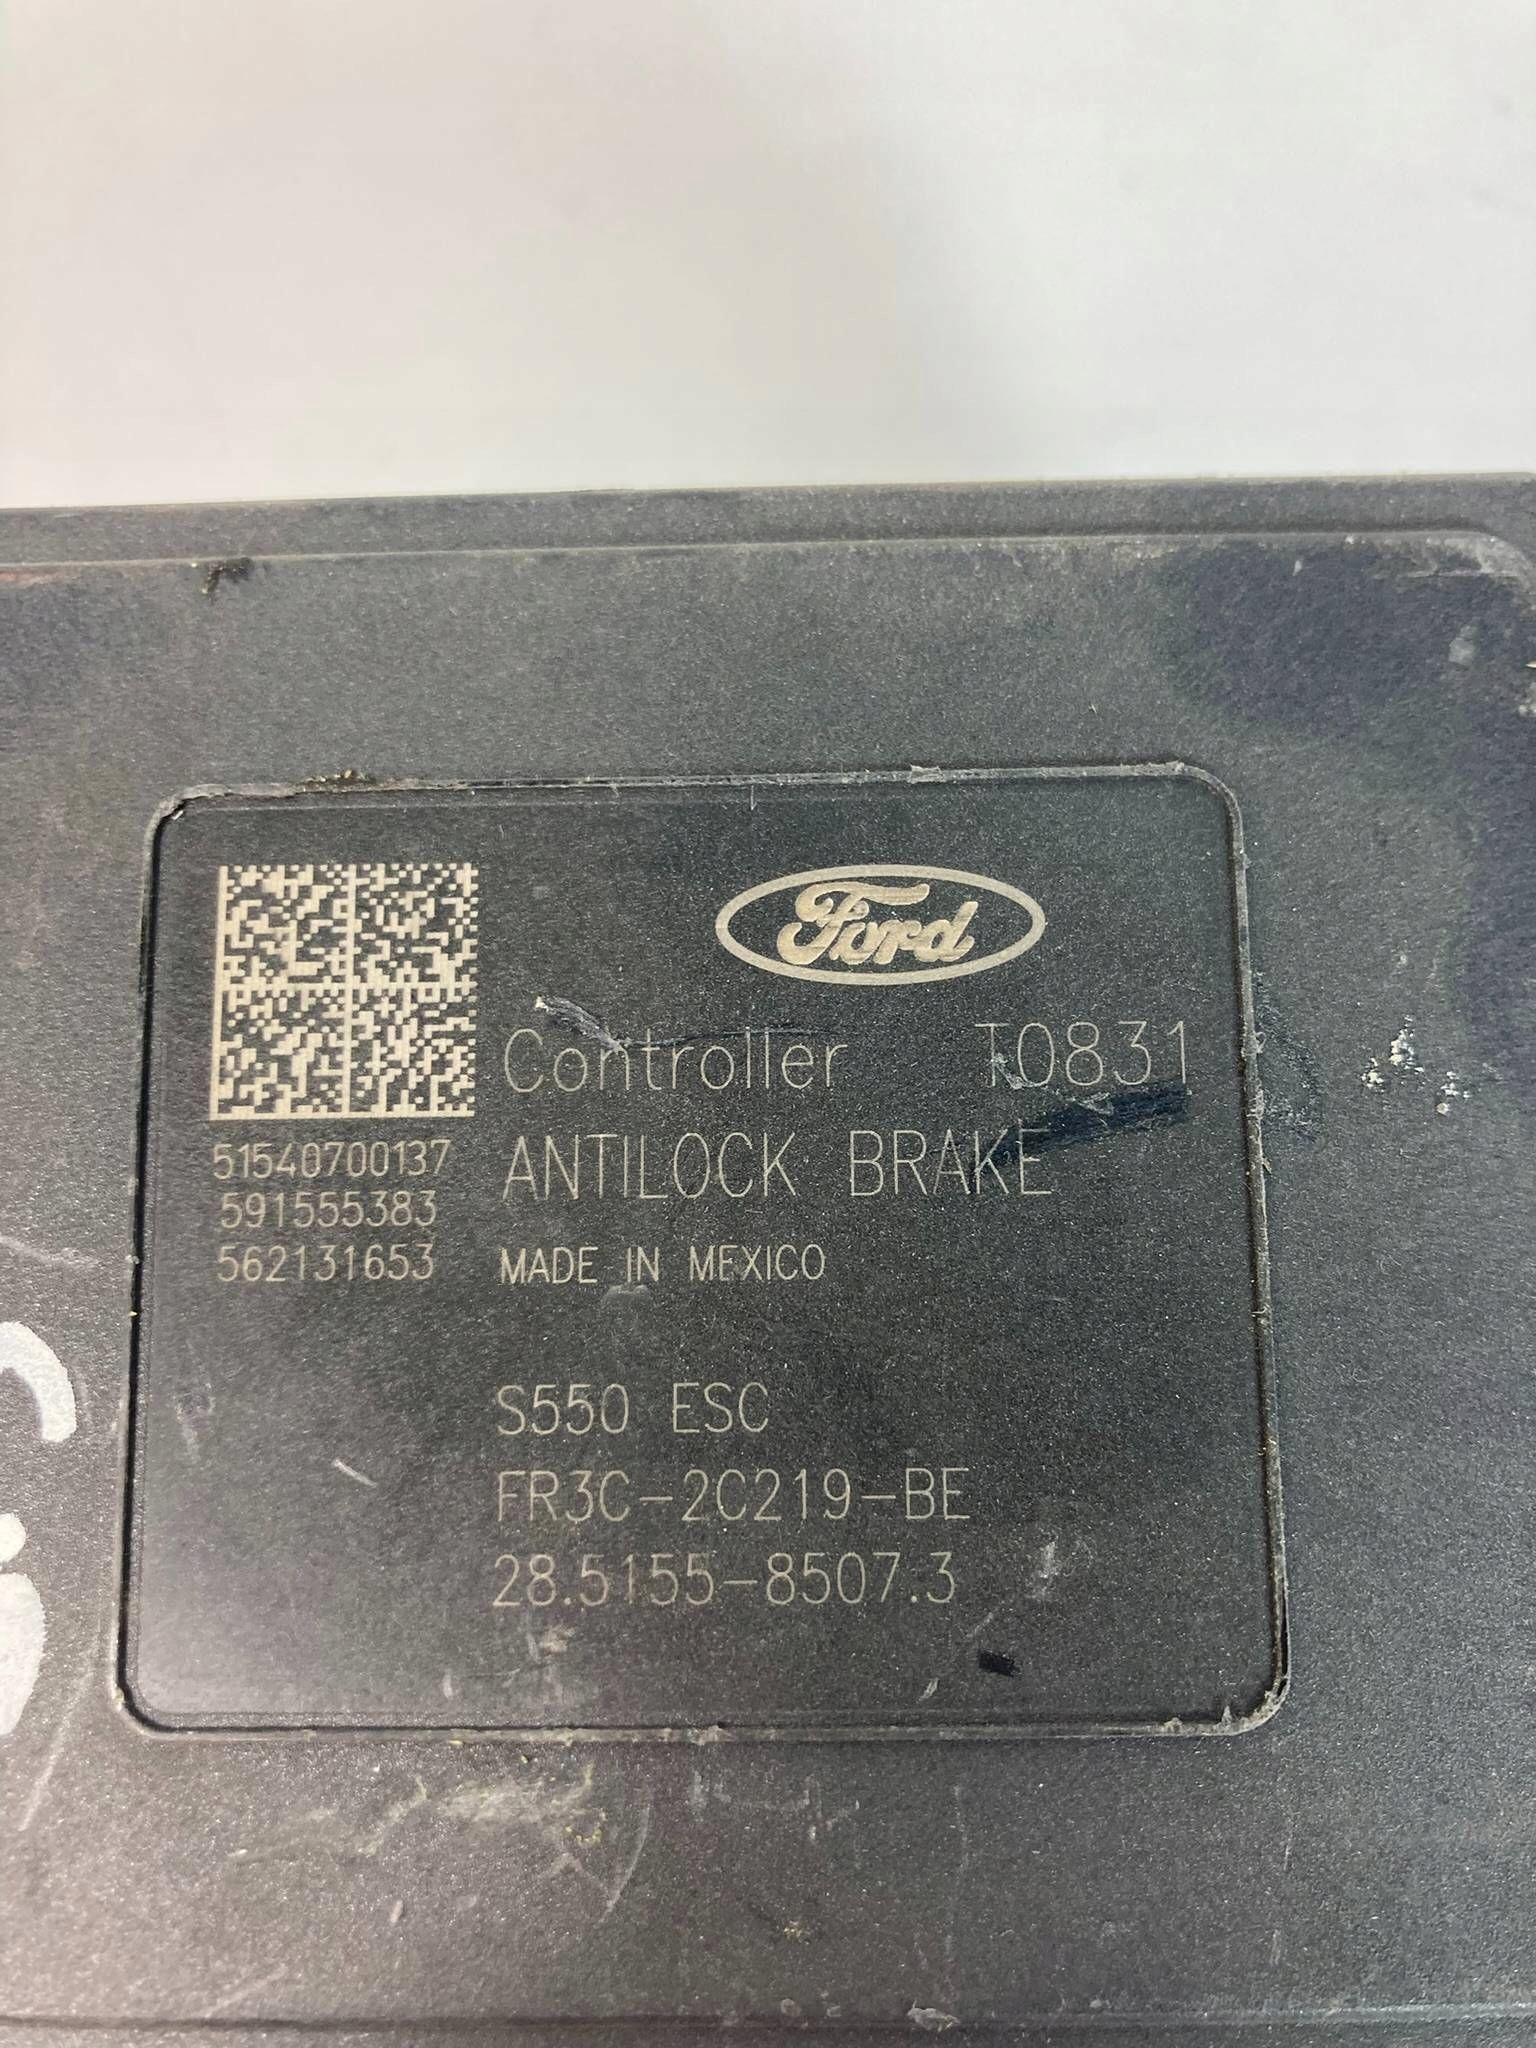 Ford
Controller T0831
ANTILOCK BRAKE
51540700137
591555383
562131653
MADE IN MEXICO
S550 ESC
FR3C-2C219-BE
28.5155-8507.3